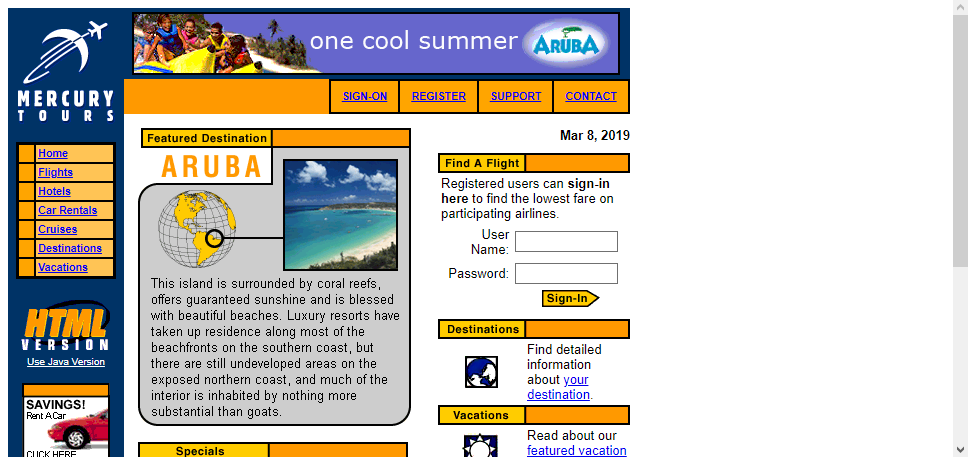 one cool summer ARUBA
MERCURY
TOURS
SIGN-ON REGISTER SUPPORT CONTACT
Home
Flights
Hotels
Car Rentals
Cruises
Destinations
Vacations
HTML
VERSION
Use Java Version
SAVINGS!
Rent A Car
CLICK HERE
Featured Destination
ARUBA
This island is surrounded by coral reefs,
offers guaranteed sunshine and is blessed
with beautiful beaches. Luxury resorts have
taken up residence along most of the
beachfronts on the southern coast, but
there are still undeveloped areas on the
exposed northern coast, and much of the
interior is inhabited by nothing more
substantial than goats.
Specials
Mar 8, 2019
Find A Flight
Registered users can sign-in
here to find the lowest fare on
participating airlines.
User
Name:
Password:
Sign-In
Destinations
Find detailed
information
about your
destination.
Vacations
Read about our
featured vacation